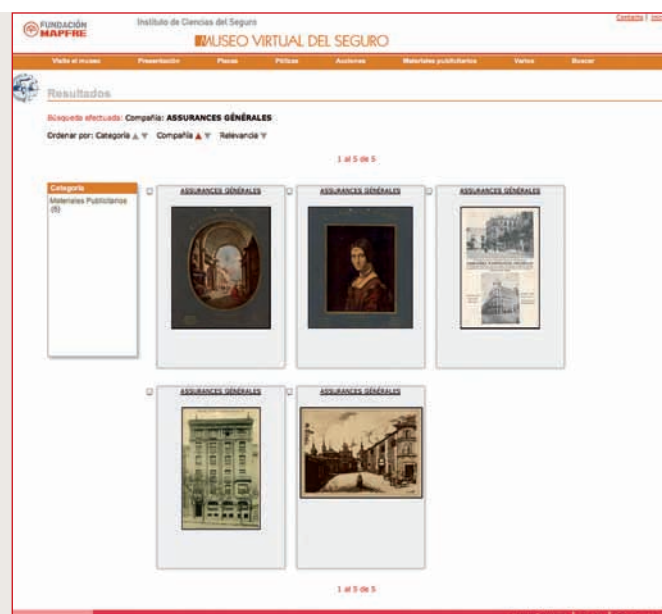 Contacto | Inicio
FUNDACIÓN
MAPFRE
Instituto de Ciencias del Seguro
MUSEO VIRTUAL DEL SEGURO
Visite el museo Presentación Placas Pólizas Acciones Materiales publicitarios Varios Buscar
Resultados
Búsqueda efectuada: Compañía: ASSURANCES GÉNÉRALES
Ordenar por: Categoría ▲ ▼ Compañía ▲ ▼ Relevancia ▼
1 al 5 de 5
Categoría
Materiales Publicitarios
(5)
ASSURANCES GÉNÉRALES
ASSURANCES GÉNÉRALES
ASSURANCES GÉNÉRALES
ASSURANCES GÉNÉRALES
ASSURANCES GÉNÉRALES
1 al 5 de 5